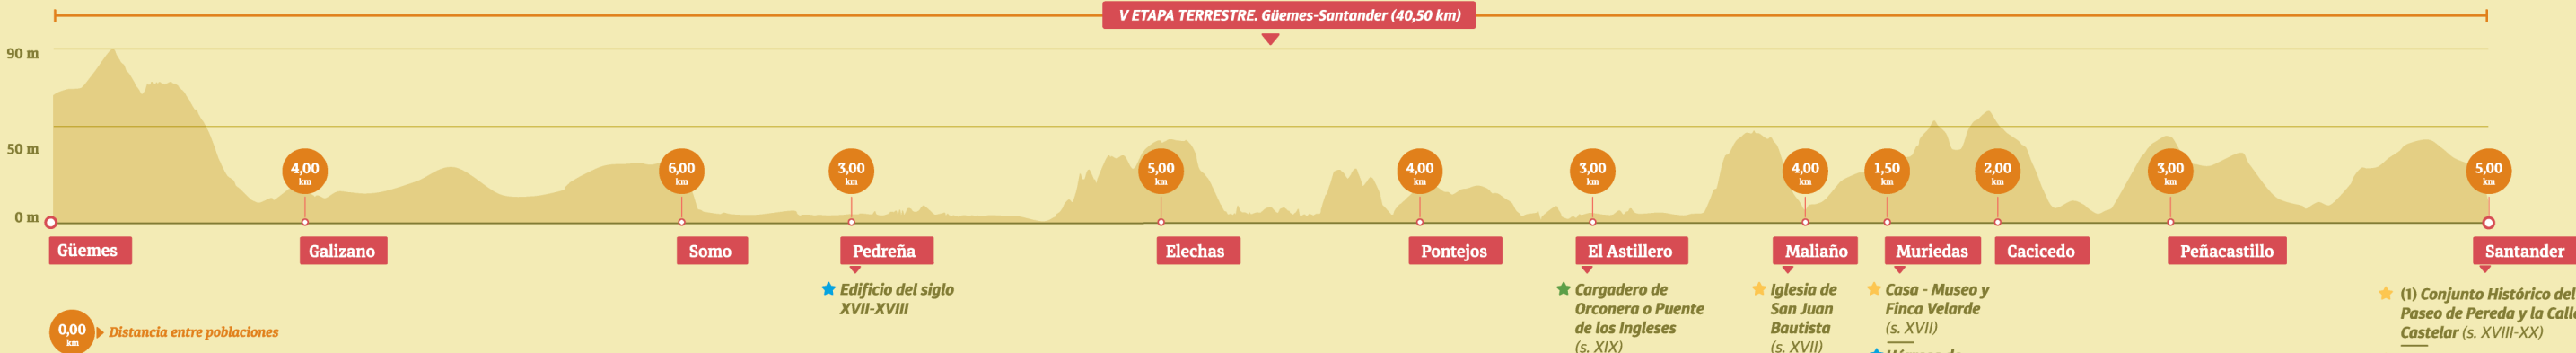 V ETAPA TERRESTRE. Güemes-Santander (40,50 km)
90 m
50 m
0 m
4,00
km
6,00
km
3,00
km
5,00
km
4,00
km
3,00
km
4,00
km
1,50
km
2,00
km
3,00
km
5,00
km
Güemes
Galizano
Somo
Pedreña
Elechas
Pontejos
El Astillero
Maliaño
Muriedas
Cacicedo
Peñacastillo
Santander
Edificio del siglo
XVII-XVIII
Cargadero de
Orconera o Puente
de los Ingleses
(s. XIX)
Iglesia de
San Juan
Bautista
(s. XVII)
Casa - Museo y
Finca Velarde
(s. XVII)
(1) Conjunto Histórico del
Paseo de Pereda y la Calle
Castelar (s. XVIII-XX)
0,00
km
Distancia entre poblaciones